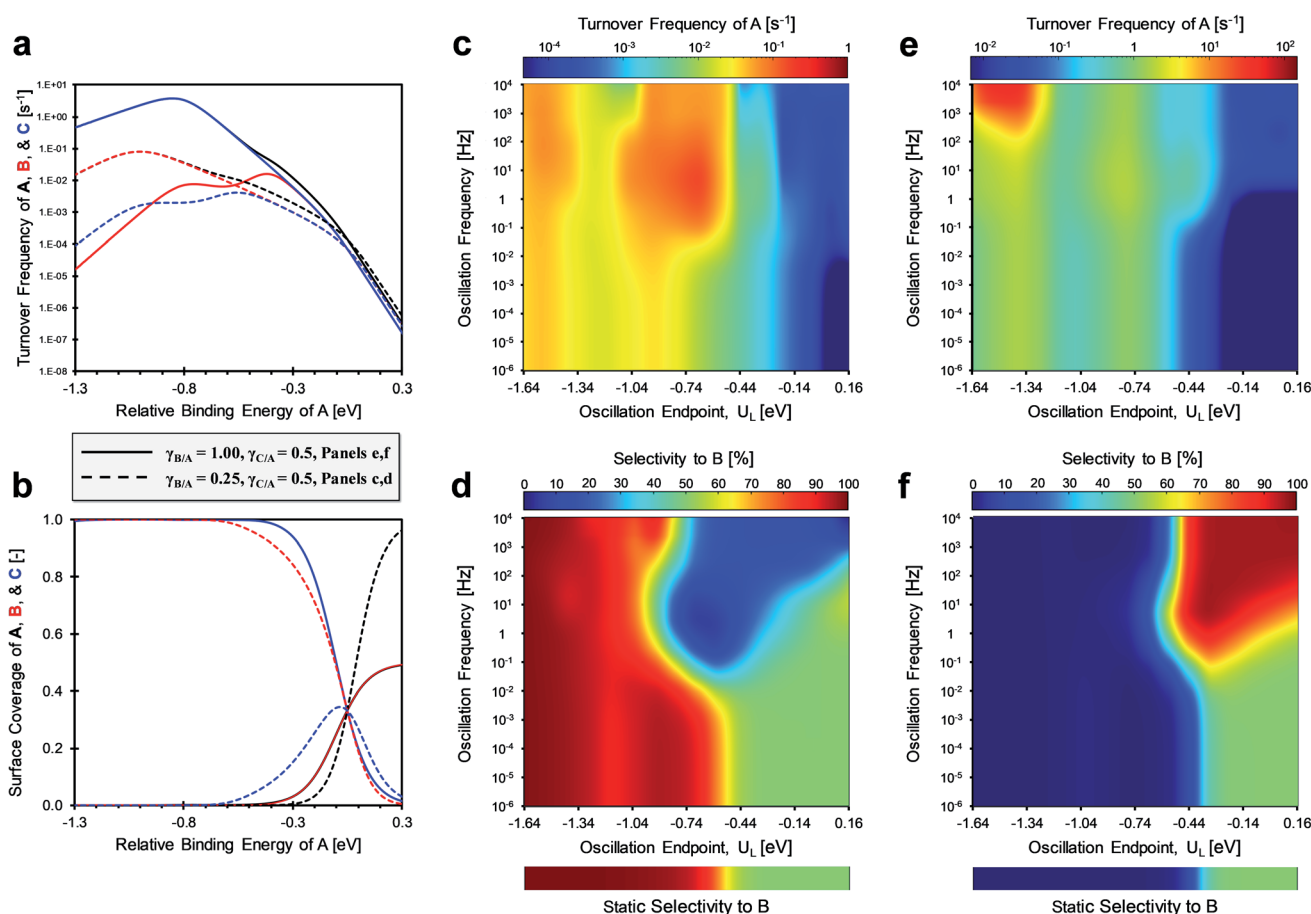 a
Turnover Frequency of A, B, & C [s⁻¹]
1.E+01
1.E+00
1.E-01
1.E-02
1.E-03
1.E-04
1.E-05
1.E-06
1.E-07
1.E-08
-1.3 -0.8 -0.3 0.3
Relative Binding Energy of A [eV]
γB/A = 1.00, γC/A = 0.5, Panels e,f
γB/A = 0.25, γC/A = 0.5, Panels c,d
b
Surface Coverage of A, B, & C [-]
1.0
0.8
0.6
0.4
0.2
0.0
-1.3 -0.8 -0.3 0.3
Relative Binding Energy of A [eV]
c
Turnover Frequency of A [s⁻¹]
10⁻⁴ 10⁻³ 10⁻² 10⁻¹ 1
Oscillation Frequency [Hz]
10⁴
10³
10²
10¹
1
10⁻¹
10⁻²
10⁻³
10⁻⁴
10⁻⁵
10⁻⁶
-1.64 -1.34 -1.04 -0.74 -0.44 -0.14 0.16
Oscillation Endpoint, UL [eV]
d
Selectivity to B [%]
0 10 20 30 40 50 60 70 80 90 100
Oscillation Frequency [Hz]
10⁴
10³
10²
10¹
1
10⁻¹
10⁻²
10⁻³
10⁻⁴
10⁻⁵
10⁻⁶
-1.64 -1.34 -1.04 -0.74 -0.44 -0.14 0.16
Oscillation Endpoint, UL [eV]
Static Selectivity to B
e
Turnover Frequency of A [s⁻¹]
10⁻² 10⁻¹ 1 10¹ 10²
Oscillation Frequency [Hz]
10⁴
10³
10²
10¹
1
10⁻¹
10⁻²
10⁻³
10⁻⁴
10⁻⁵
10⁻⁶
-1.64 -1.34 -1.04 -0.74 -0.44 -0.14 0.16
Oscillation Endpoint, UL [eV]
f
Selectivity to B [%]
0 10 20 30 40 50 60 70 80 90 100
Oscillation Frequency [Hz]
10⁴
10³
10²
10¹
1
10⁻¹
10⁻²
10⁻³
10⁻⁴
10⁻⁵
10⁻⁶
-1.64 -1.34 -1.04 -0.74 -0.44 -0.14 0.16
Oscillation Endpoint, UL [eV]
Static Selectivity to B